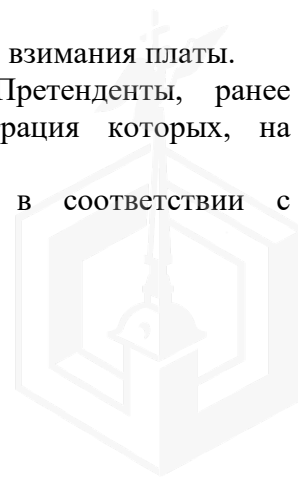 взимания платы.
Претенденты, ранее
рация которых, на
в соответствии с